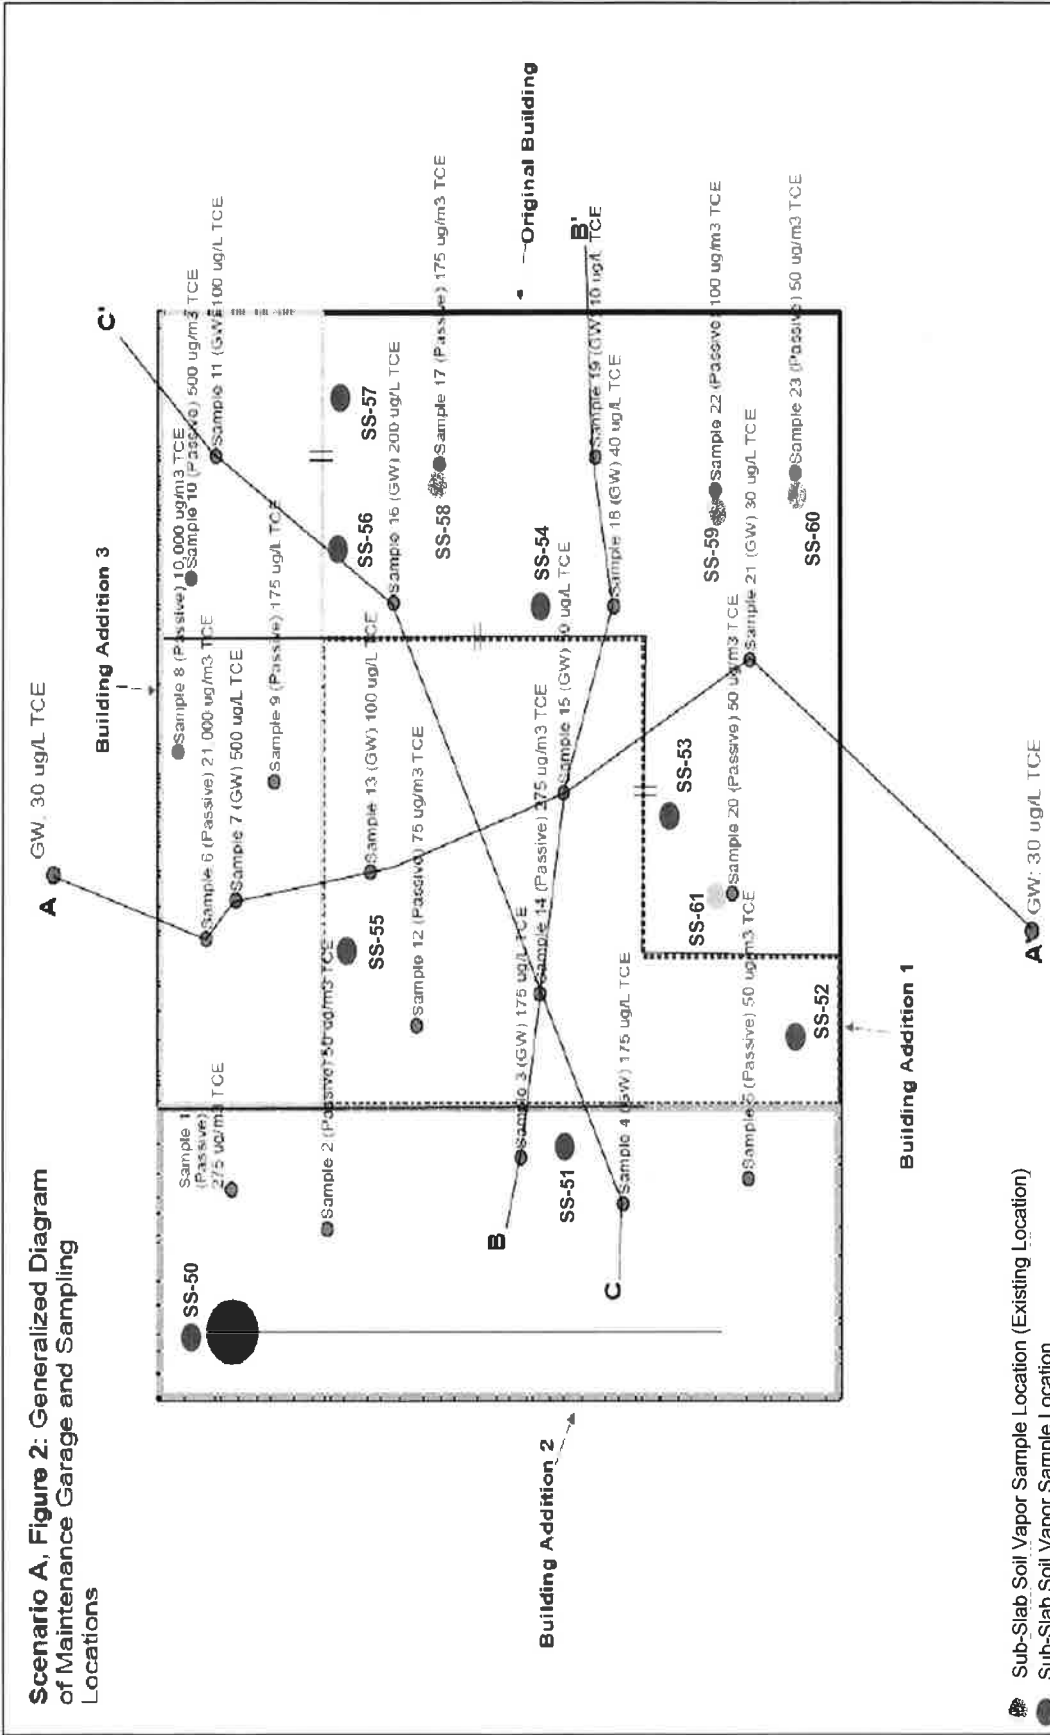 Scenario A, Figure 2: Generalized Diagram
of Maintenance Garage and Sampling
Locations
Building Addition 2
SS-50
Sample 1
(Passive)
275 ug/m3 TCE
Sample 2 (Passive) 50 ug/m3 TCE
B
Sample 3 (GW) 175 ug/L TCE
SS-51
C
Sample 4 (GW) 175 ug/L TCE
Sample 5 (Passive) 50 ug/m3 TCE
Building Addition 1
SS-52
A
GW, 30 ug/L TCE
Sample 6 (Passive) 21,000 ug/m3 TCE
Sample 7 (GW) 500 ug/L TCE
Building Addition 3
Sample 8 (Passive) 10,000 ug/m3 TCE
Sample 9 (Passive) 175 ug/L TCE
Sample 10 (Passive) 500 ug/m3 TCE
C'
Sample 11 (GW) 100 ug/L TCE
SS-55
Sample 12 (Passive) 75 ug/m3 TCE
Sample 13 (GW) 100 ug/L TCE
Sample 14 (Passive) 275 ug/m3 TCE
Sample 15 (GW) ug/L TCE
SS-56
SS-57
Sample 16 (GW) 200 ug/L TCE
SS-58
Sample 17 (Passive) 175 ug/m3 TCE
Original Building
SS-54
Sample 18 (GW) 40 ug/L TCE
Sample 19 (GW) 10 ug/L TCE
B'
SS-53
SS-61
Sample 20 (Passive) 50 ug/m3 TCE
Sample 21 (GW) 30 ug/L TCE
SS-59
Sample 22 (Passive) 100 ug/m3 TCE
SS-60
Sample 23 (Passive) 50 ug/m3 TCE
A'
GW: 30 ug/L TCE
Sub-Slab Soil Vapor Sample Location (Existing Location)
Sub-Slab Soil Vapor Sample Location